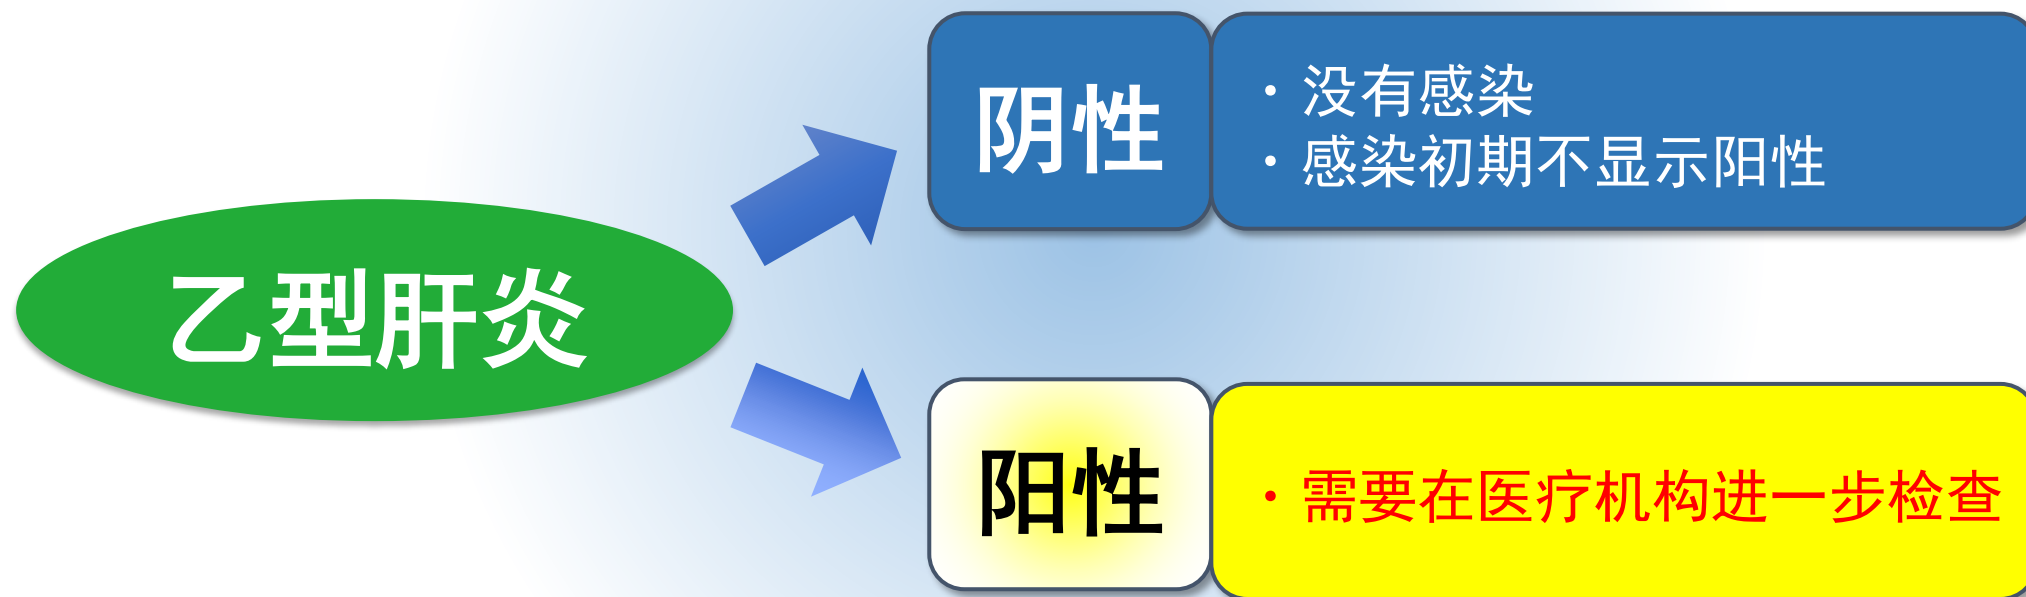 乙型肝炎
阴性
・没有感染
・感染初期不显示阳性
阳性
・需要在医疗机构进一步检查